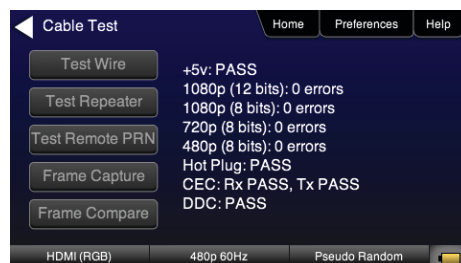 Cable Test
Home
Preferences
Help
Test Wire
Test Repeater
Test Remote PRN
Frame Capture
Frame Compare
+5v: PASS
1080p (12 bits): 0 errors
1080p (8 bits): 0 errors
720p (8 bits): 0 errors
480p (8 bits): 0 errors
Hot Plug: PASS
CEC: Rx PASS, Tx PASS
DDC: PASS
HDMI (RGB)
480p 60Hz
Pseudo Random